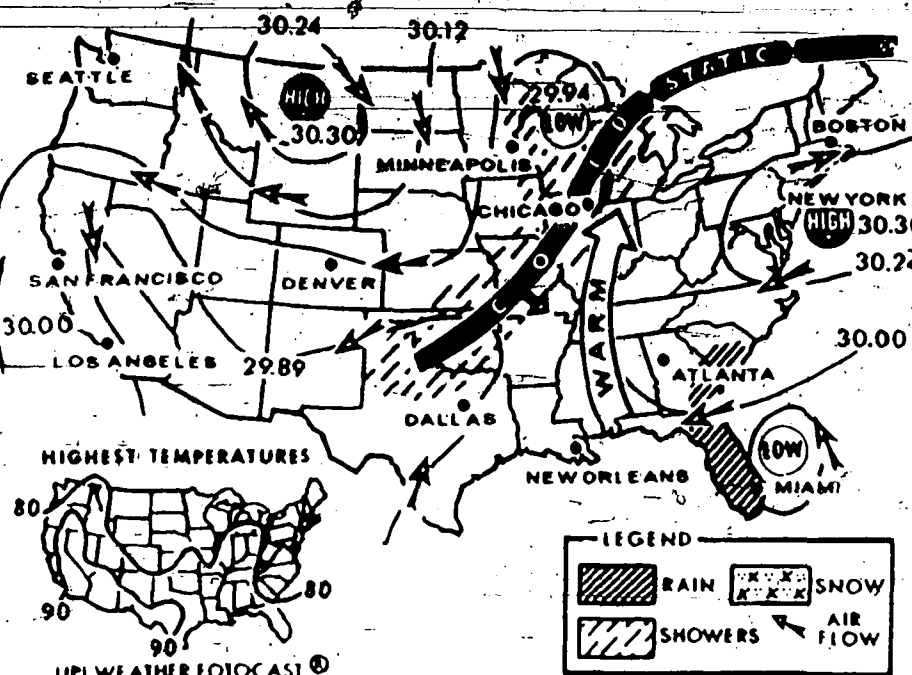 30.24
30.12
SEATTLE
HIGH
30.30
29.94
LOW
STATIC
MINNEAPOLIS
BOSTON
CHICAGO
NEW YORK
HIGH
30.30
30.24
SAN FRANCISCO
DENVER
COLD
WARM
30.00
LOS ANGELES
29.89
ATLANTA
30.00
DALLAS
NEW ORLEANS
LOW
MIAMI
HIGHEST TEMPERATURES
80
90
90
80
UPI WEATHER FOTOCAST ®
LEGEND
RAIN
SNOW
SHOWERS
AIR
FLOW